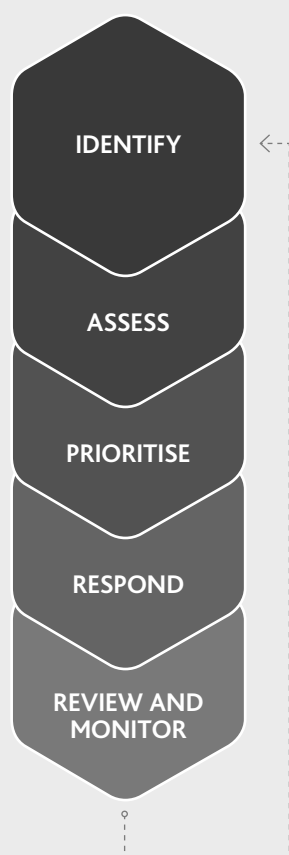 IDENTIFY
ASSESS
PRIORITISE
RESPOND
REVIEW AND
MONITOR